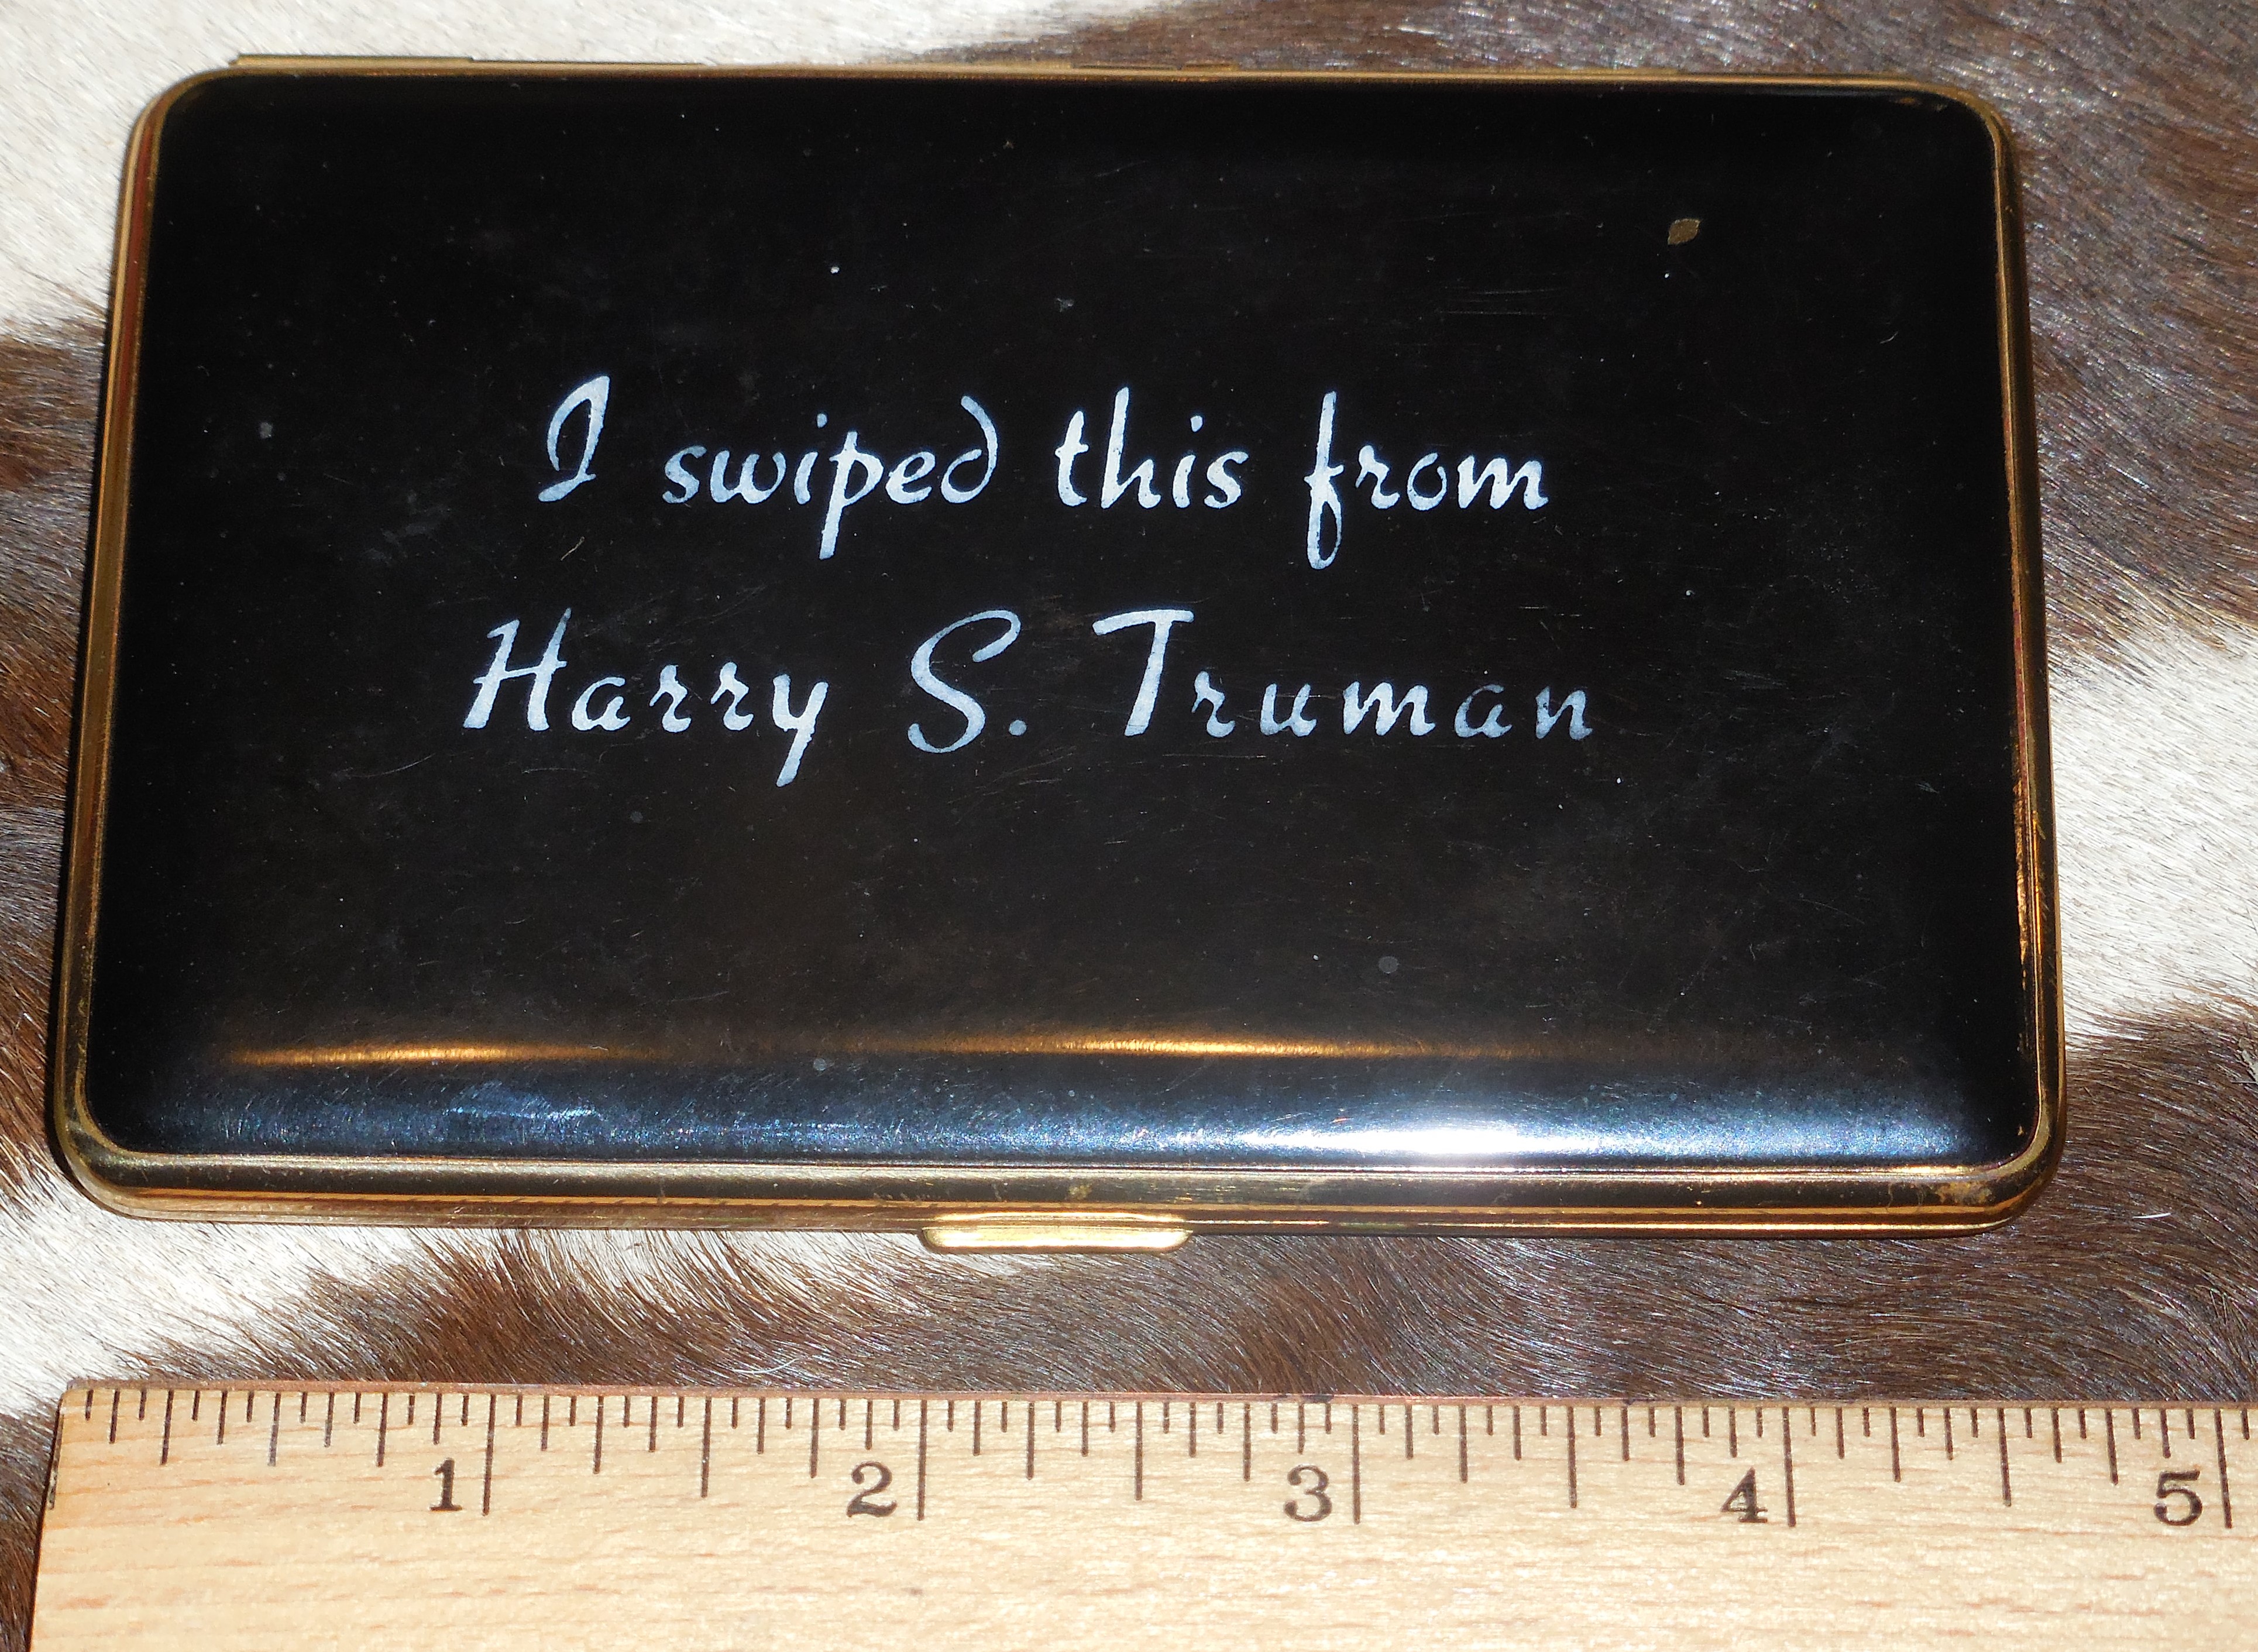 I swiped this from
Harry S. Truman
1 2 3 4 5